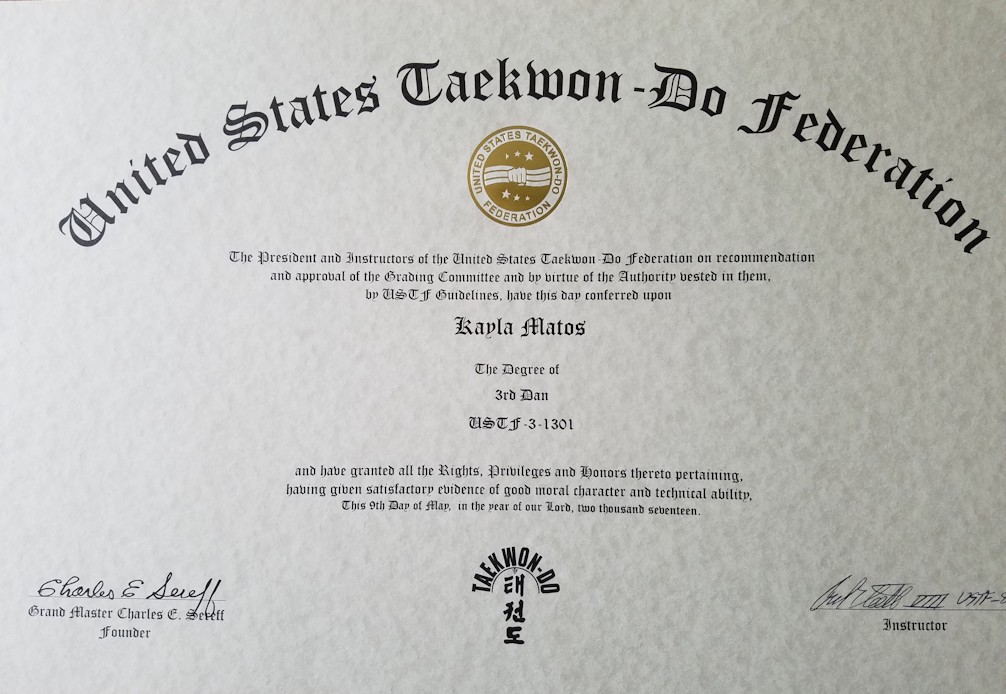 United States Taekwon-Do Federation
UNITED STATES TAEKWON-DO
FEDERATION
The President and Instructors of the United States Taekwon-Do Federation on recommendation
and approval of the Grading Committee and by virtue of the Authority vested in them,
by USTF Guidelines, have this day conferred upon
Kayla Matos
The Degree of
3rd Dan
USTF-3-1301
and have granted all the Rights, Privileges and Honors thereto pertaining,
having given satisfactory evidence of good moral character and technical ability,
This 9th Day of May, in the year of our Lord, two thousand seventeen.
TAEKWON-DO
태
권
도
Charles E Sereff
Grand Master Charles E. Sereff
Founder
VIII USTF-
Instructor